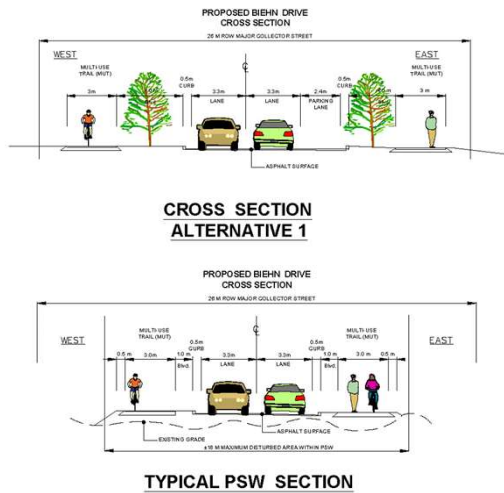 PROPOSED BIEHN DRIVE
CROSS SECTION
26 M ROW MAJOR COLLECTOR STREET
WEST
EAST
MULTI-USE
TRAIL (MUT)
0.5m
CURB
3.3m
LANE
3.3m
LANE
2.4m
PARKING
LANE
0.5m
CURB
MULTI-USE
TRAIL (MUT)
3m
3 m
ASPHALT SURFACE
CROSS SECTION
ALTERNATIVE 1
PROPOSED BIEHN DRIVE
CROSS SECTION
26 M ROW MAJOR COLLECTOR STREET
WEST
EAST
MULTI-USE
TRAIL (MUT)
0.5m
CURB
3.3m
LANE
3.3m
LANE
0.5m
CURB
MULTI-USE
TRAIL (MUT)
0.5 m
3.0m
1.0 m
Blvd.
1.0 m
Blvd.
3.0 m
0.5 m
EXISTING GRADE
ASPHALT SURFACE
±18 M MAXIMUM DISTURBED AREA WITHIN PSW
TYPICAL PSW SECTION